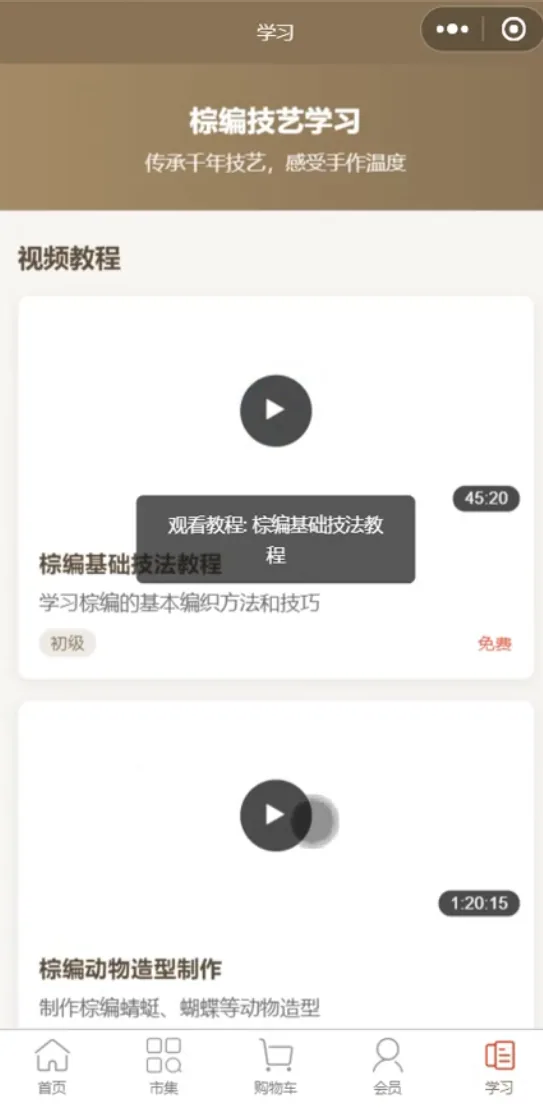 学习
棕编技艺学习
传承千年技艺，感受手作温度
视频教程
45:20
观看教程: 棕编基础技法教
程
棕编基础技法教程
学习棕编的基本编织方法和技巧
初级
免费
1:20:15
棕编动物造型制作
制作棕编蜻蜓、蝴蝶等动物造型
首页
市集
购物车
会员
学习